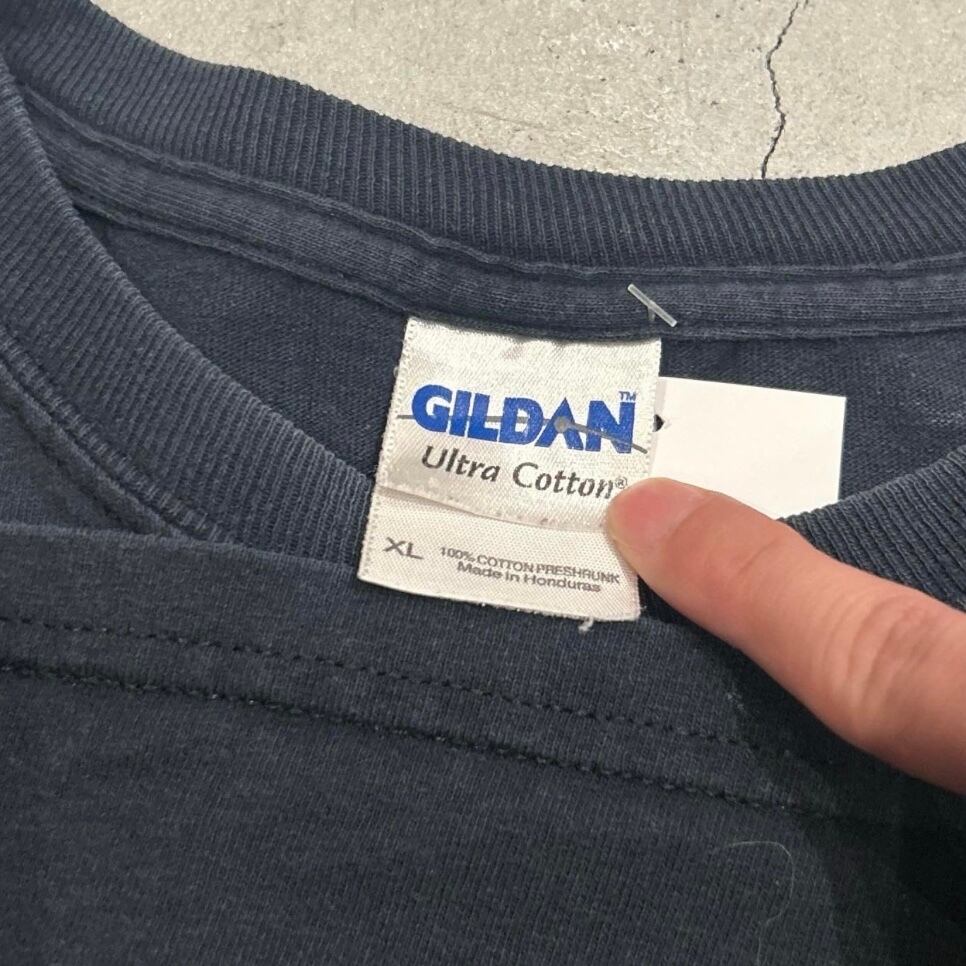 GILDAN™
Ultra Cotton®
XL 100% COTTON PRESHRUNK
Made in Honduras